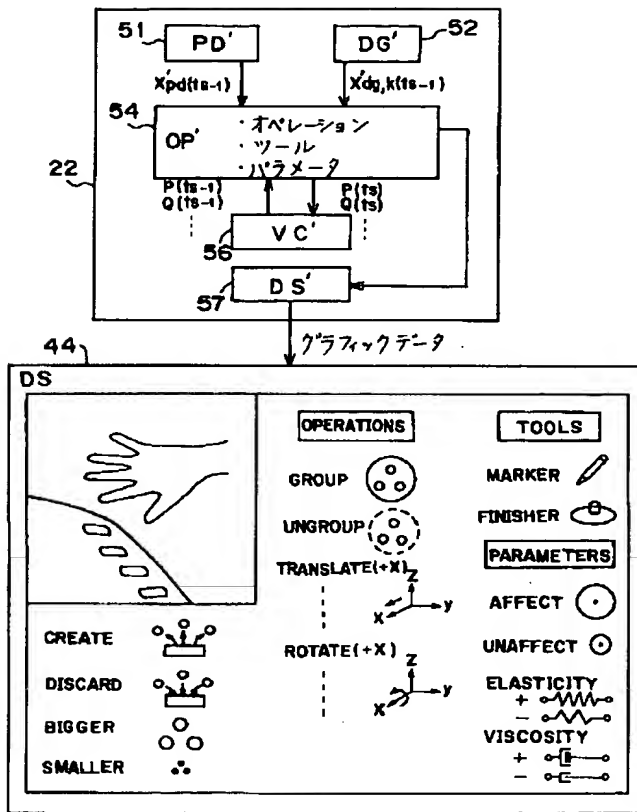 51
PD'
DG'
52
X'pd(ts-1)
X'dg,k(ts-1)
54
OP'
・オペレーション
・ツール
・パラメータ
22
P(ts-1)
Q(ts-1)
P(ts)
Q(ts)
VC'
56
DS'
57
グラフィックデータ
44
DS
OPERATIONS
GROUP
UNGROUP
TRANSLATE(+X)
Z
X
y
ROTATE(+X)
Z
X
y
TOOLS
MARKER
FINISHER
PARAMETERS
AFFECT
UNAFFECT
ELASTICITY
+
-
VISCOSITY
+
-
CREATE
DISCARD
BIGGER
SMALLER